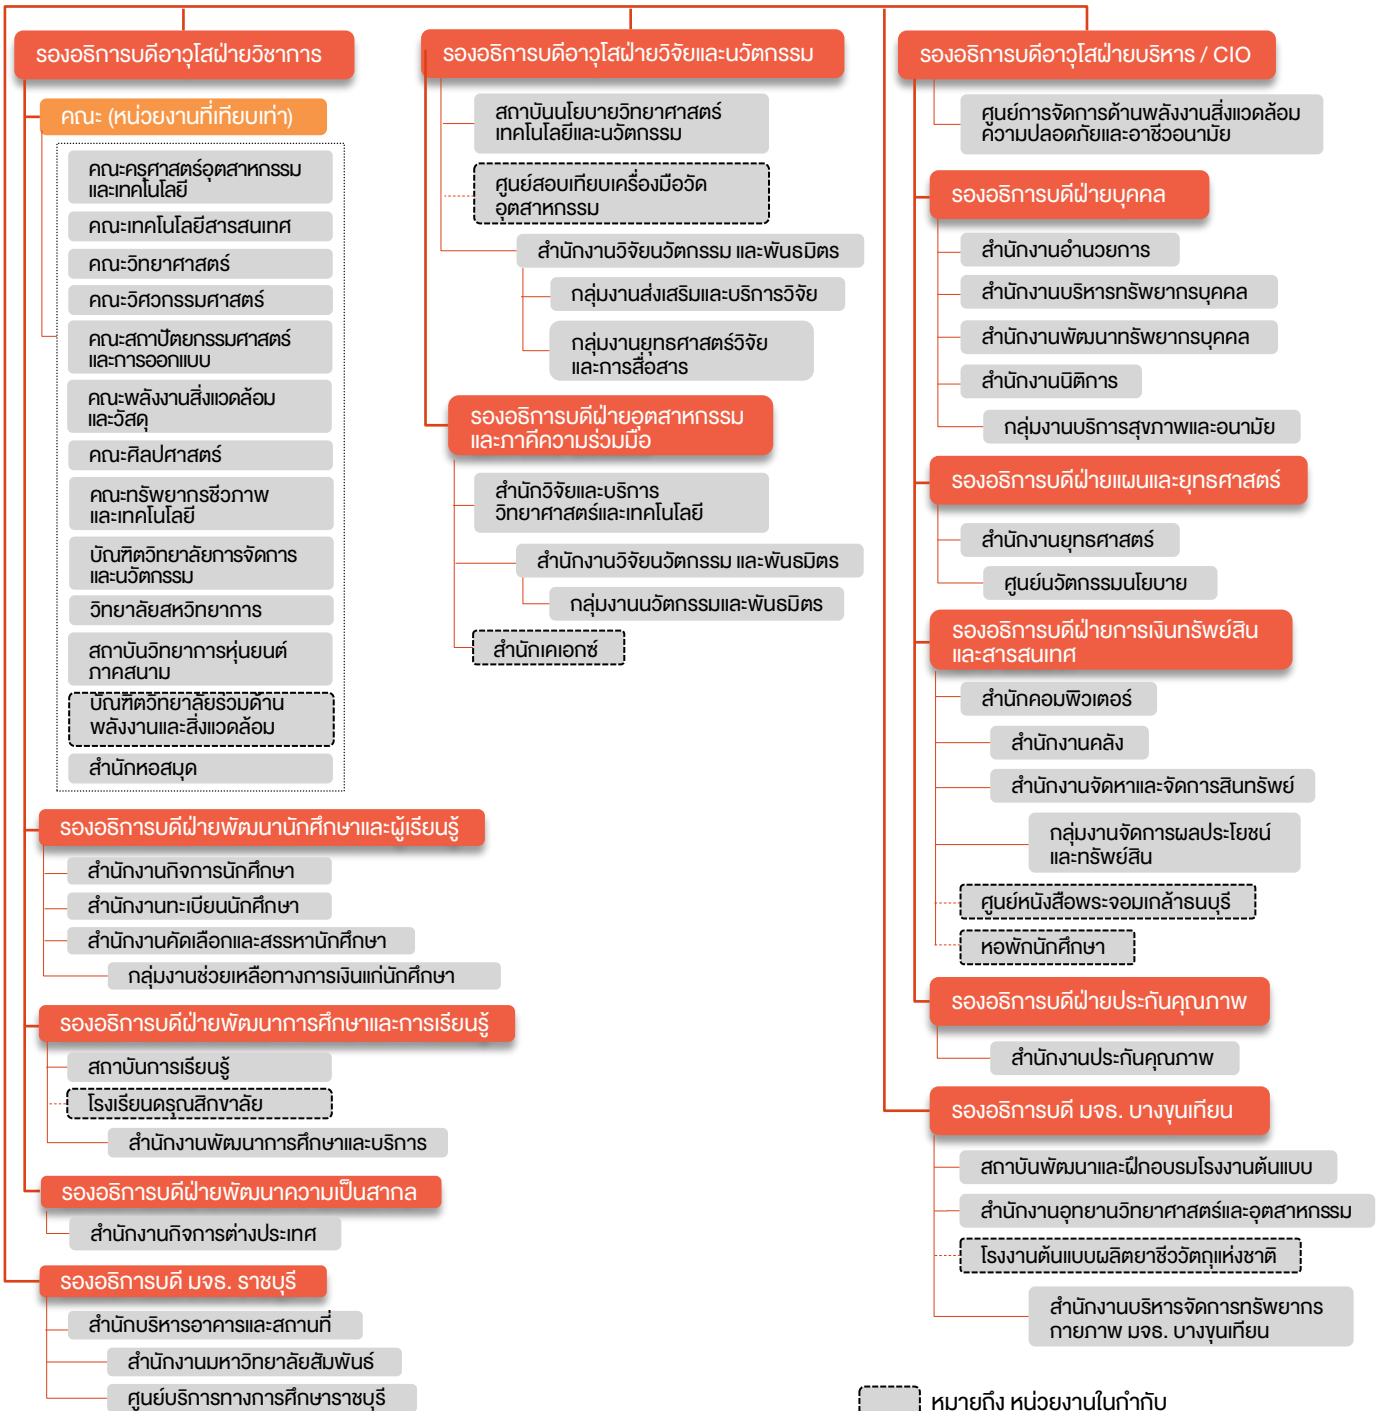 รองอธิการบดีอาวุโสฝ่ายวิชาการ
คณะ (หน่วยงานที่เทียบเท่า)
คณะครุศาสตร์อุตสาหกรรม
และเทคโนโลยี
คณะเทคโนโลยีสารสนเทศ
คณะวิทยาศาสตร์
คณะวิศวกรรมศาสตร์
คณะสถาปัตยกรรมศาสตร์
และการออกแบบ
คณะพลังงานสิ่งแวดล้อม
และวัสดุ
คณะศิลปศาสตร์
คณะทรัพยากรชีวภาพ
และเทคโนโลยี
บัณฑิตวิทยาลัยการจัดการ
และนวัตกรรม
วิทยาลัยสหวิทยาการ
สถาบันวิทยาการหุ่นยนต์
ภาคสนาม
บัณฑิตวิทยาลัยร่วมด้าน
พลังงานและสิ่งแวดล้อม
สำนักหอสมุด
รองอธิการบดีฝ่ายพัฒนานักศึกษาและผู้เรียนรู้
สำนักงานกิจการนักศึกษา
สำนักงานทะเบียนนักศึกษา
สำนักงานคัดเลือกและสรรหานักศึกษา
กลุ่มงานช่วยเหลือทางการเงินแก่นักศึกษา
รองอธิการบดีฝ่ายพัฒนาการศึกษาและการเรียนรู้
สถาบันการเรียนรู้
โรงเรียนดรุณสิกขาลัย
สำนักงานพัฒนาการศึกษาและบริการ
รองอธิการบดีฝ่ายพัฒนาความเป็นสากล
สำนักงานกิจการต่างประเทศ
รองอธิการบดี มจธ. ราชบุรี
สำนักบริหารอาคารและสถานที่
สำนักงานมหาวิทยาลัยสัมพันธ์
ศูนย์บริการทางการศึกษาราชบุรี
รองอธิการบดีอาวุโสฝ่ายวิจัยและนวัตกรรม
สถาบันนโยบายวิทยาศาสตร์
เทคโนโลยีและนวัตกรรม
ศูนย์สอบเทียบเครื่องมือวัด
อุตสาหกรรม
สำนักงานวิจัยนวัตกรรม และพันธมิตร
กลุ่มงานส่งเสริมและบริการวิจัย
กลุ่มงานยุทธศาสตร์วิจัย
และการสื่อสาร
รองอธิการบดีฝ่ายอุตสาหกรรม
และภาคีความร่วมมือ
สำนักวิจัยและบริการ
วิทยาศาสตร์และเทคโนโลยี
สำนักงานวิจัยนวัตกรรม และพันธมิตร
กลุ่มงานนวัตกรรมและพันธมิตร
สำนักเคเอกซ์
รองอธิการบดีอาวุโสฝ่ายบริหาร / CIO
ศูนย์การจัดการด้านพลังงานสิ่งแวดล้อม
ความปลอดภัยและอาชีวอนามัย
รองอธิการบดีฝ่ายบุคคล
สำนักงานอำนวยการ
สำนักงานบริหารทรัพยากรบุคคล
สำนักงานพัฒนาทรัพยากรบุคคล
สำนักงานนิติการ
กลุ่มงานบริการสุขภาพและอนามัย
รองอธิการบดีฝ่ายแผนและยุทธศาสตร์
สำนักงานยุทธศาสตร์
ศูนย์นวัตกรรมนโยบาย
รองอธิการบดีฝ่ายการเงินทรัพย์สิน
และสารสนเทศ
สำนักคอมพิวเตอร์
สำนักงานคลัง
สำนักงานจัดหาและจัดการสินทรัพย์
กลุ่มงานจัดการผลประโยชน์
และทรัพย์สิน
ศูนย์หนังสือพระจอมเกล้าธนบุรี
หอพักนักศึกษา
รองอธิการบดีฝ่ายประกันคุณภาพ
สำนักงานประกันคุณภาพ
รองอธิการบดี มจธ. บางขุนเทียน
สถาบันพัฒนาและฝึกอบรมโรงงานต้นแบบ
สำนักงานอุทยานวิทยาศาสตร์และอุตสาหกรรม
โรงงานต้นแบบผลิตยาชีววัตถุแห่งชาติ
สำนักงานบริหารจัดการทรัพยากร
กายภาพ มจธ. บางขุนเทียน
หมายถึง หน่วยงานในกำกับ